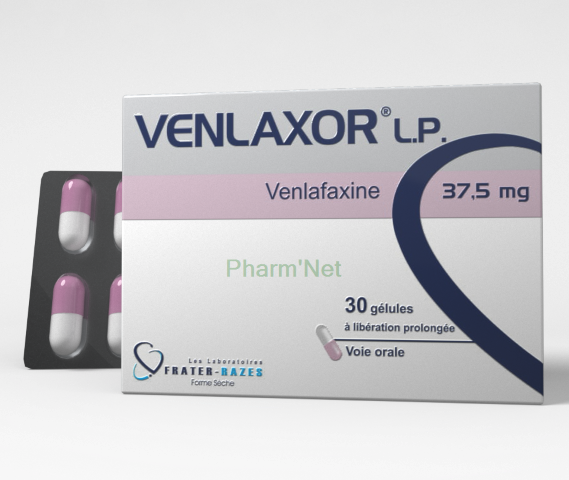 VENLAXOR® L.P.
Venlafaxine 37,5 mg
Pharm'Net
30 gélules
à libération prolongée
Voie orale
Les Laboratoires
FRATER-RAZES
Forme Sèche